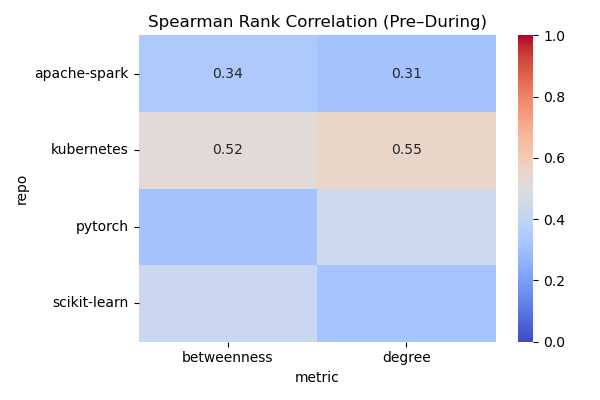 Spearman Rank Correlation (Pre–During)
repo
apache-spark 0.34 0.31
kubernetes 0.52 0.55
pytorch
scikit-learn
betweenness degree
metric
1.0
0.8
0.6
0.4
0.2
0.0